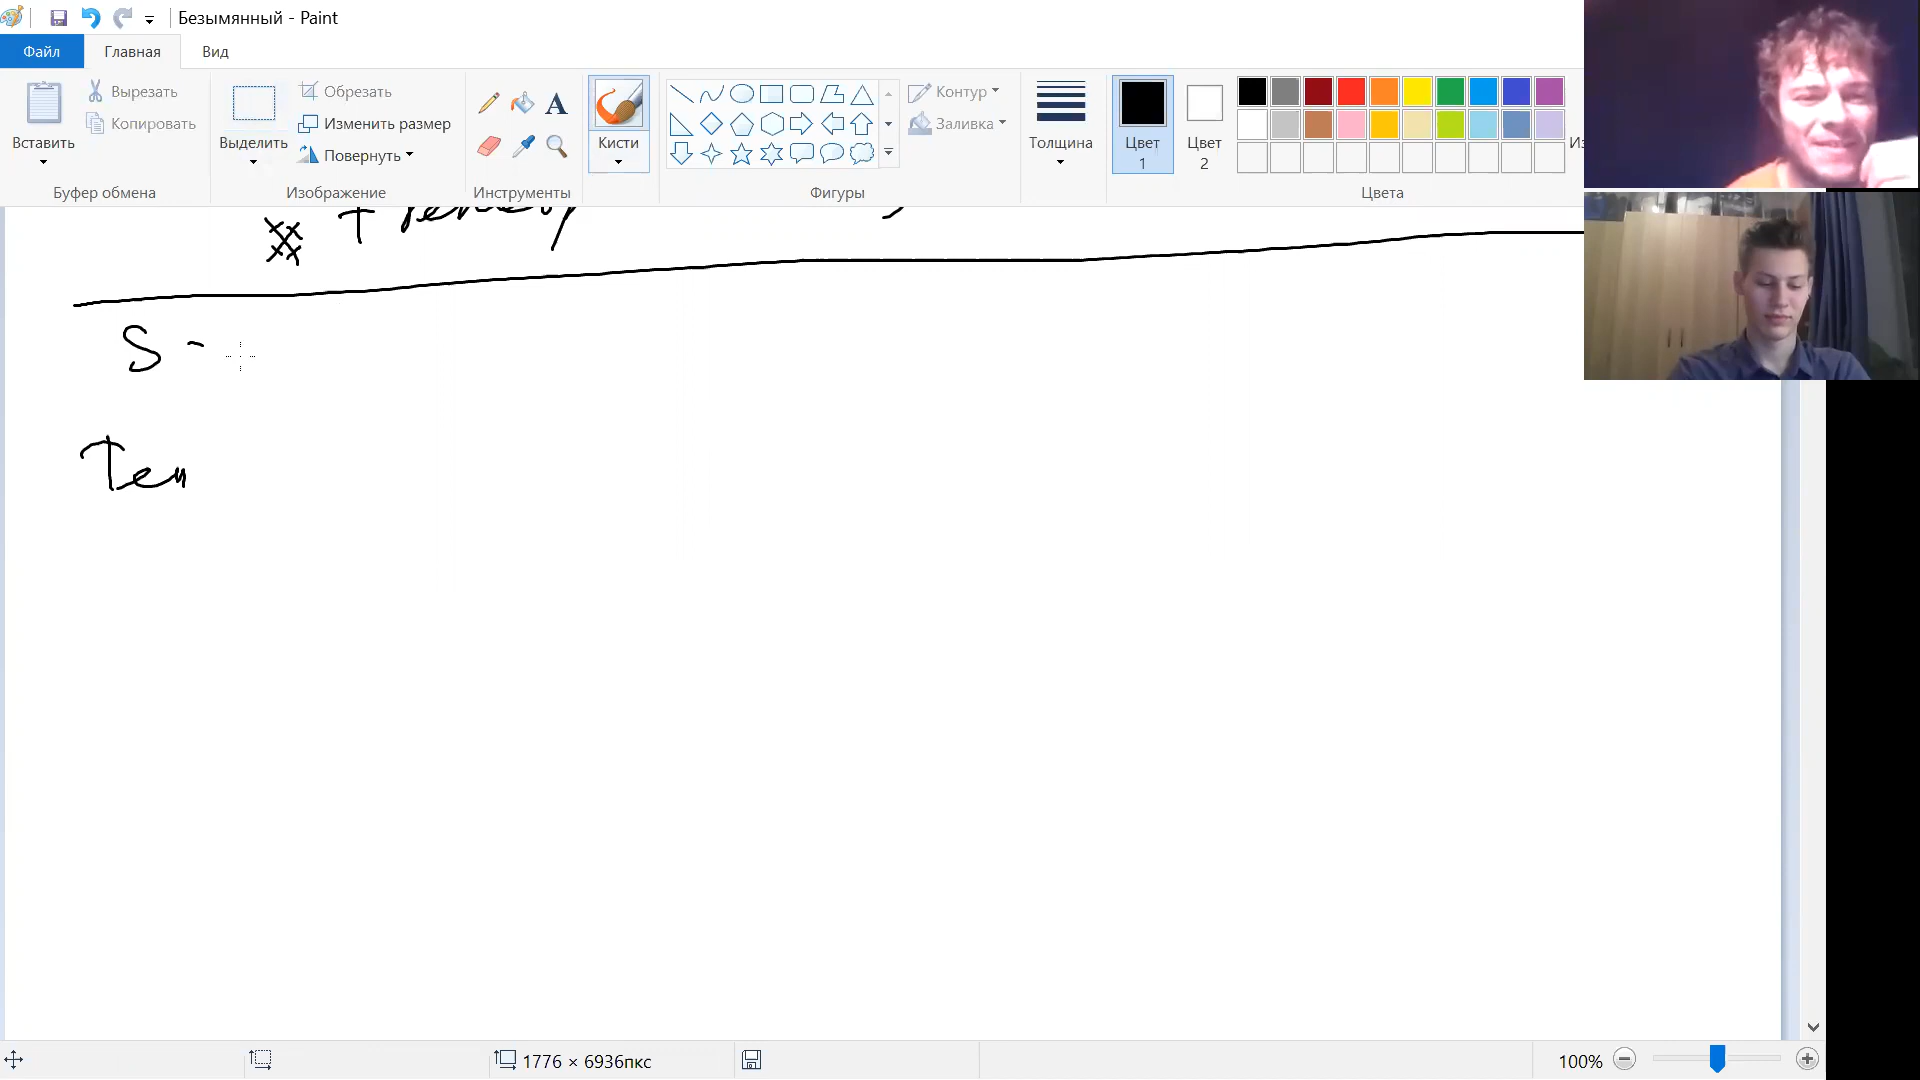 Безымянный - Paint
Файл Главная Вид
Вставить
Вырезать
Копировать
Буфер обмена
Выделить
Обрезать
Изменить размер
Повернуть
Изображение
A
Инструменты
Кисти
Фигуры
Контур
Заливка
Толщина
Цвет
1
Цвет
2
Цвета
Из
S -
Тем
1776 × 6936пкс
100%